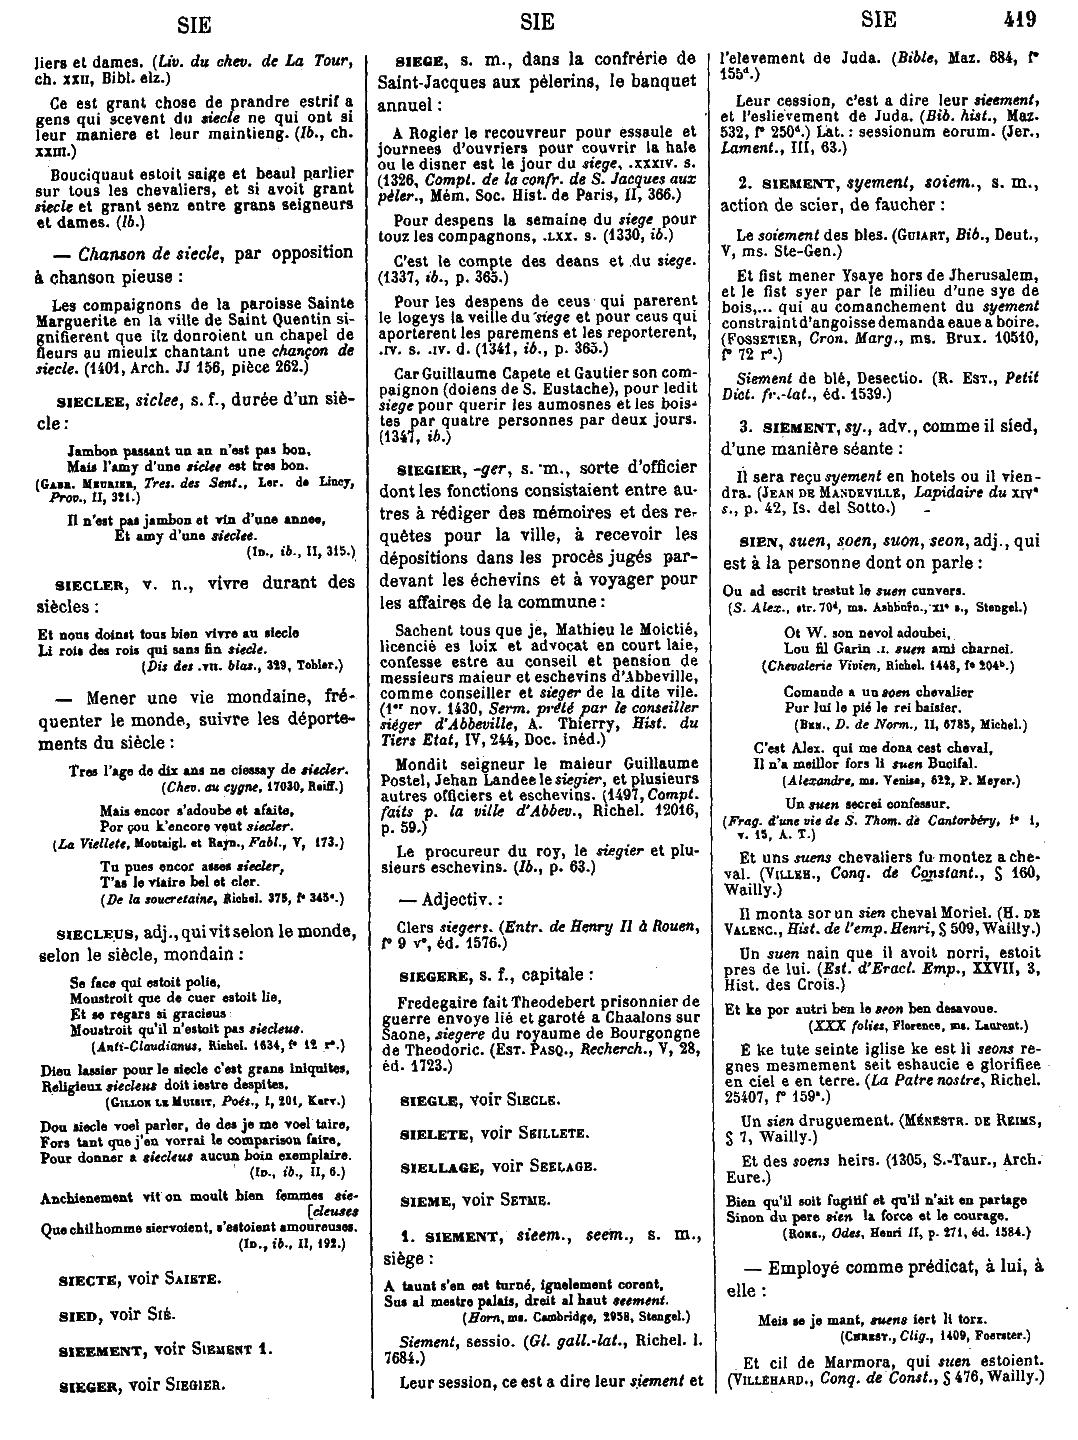 SIE
SIE
SIE 419
liers et dames. (Liv. du chev. de La Tour,
ch. XXII, Bibl. elz.)
Ce est grant chose de prandre estrif a
gens qui scevent du siecle ne qui ont si
leur maniere et leur maintieng. (Ib., ch.
XXIII.)
Bouciquaut estoit saige et beaul parlier
sur tous les chevaliers, et si avoit grant
siecle et grant senz entre grans seigneurs
et dames. (Ib.)
— Chanson de siecle, par opposition
à chanson pieuse :
Les compaignons de la paroisse Sainte
Marguerite en la ville de Saint Quentin si-
gnifierent que ilz donroient un chapel de
fleurs au mieulx chantant une chançon de
siecle. (1401, Arch. JJ 156, pièce 262.)
SIECLEE, siclee, s. f., durée d'un siè-
cle :
Jambon passant un an n'est pas bon,
Mais l'amy d'une siclee est tres bon.
(GABR. MEURIER, Tres. des Sent., Ler. de Lincy,
Prov., II, 321.)
Il n'est pas jambon et vin d'une annee,
Et amy d'une sieclee.
(ID., ib., II, 315.)
SIECLER, v. n., vivre durant des
siècles :
Et nous doinst tous bien vivre au siecle
Li rois des rois qui sans fin siecle.
(Dis des .VII. blas., 329, Tobler.)
— Mener une vie mondaine, fré-
quenter le monde, suivre les déporte-
ments du siècle :
Tres l'age de dix ans ne ciessay de siecler.
(Chev. au cygne, 17030, Reiff.)
Mais encor s'adoube et afaite,
Por çou k'encore veut siecler.
(La Viellete, Montaigl. et Rayn., Fabl., V, 173.)
Tu pues encor asses siecler,
T'as le viaire bel et cler.
(De la soucretaine, Richel. 375, f° 345ª.)
SIECLEUS, adj., qui vit selon le monde,
selon le siècle, mondain :
Se face qui estoit polie,
Monstroit que de cuer estoit lie,
Et se regars si gracieus
Moustroit qu'il n'estoit pas siecleus.
(Anti-Claudianus, Richel. 1634, f° 12 r°.)
Dieu lassier pour le siecle c'est grans iniquites,
Religieux siecleus doit iestre despites.
(GILLON LE MUISIT, Poés., I, 201, Kerv.)
Dou siecle voel parler, de des je me voel taire,
Fors tant que j'en vorrai le comparison faire,
Pour donner a siecleus aucun boin exemplaire.
(ID., ib., II, 6.)
Anchienement vit on moult bien femmes sie-
[cleuses
Que chil homme siervoient, s'estoient amoureuses.
(ID., ib., II, 192.)
SIECTE, voir SAIETE.
SIED, voir SIÉ.
SIEEMENT, voir SIEMENT 1.
SIEGER, voir SIEGIER.
SIEGE, s. m., dans la confrérie de
Saint-Jacques aux pèlerins, le banquet
annuel :
A Rogier le recouvreur pour essaule et
journees d'ouvriers pour couvrir la hale
ou le disner est le jour du siege, .XXXIV. s.
(1326, Compt. de la confr. de S. Jacques aux
pèler., Mém. Soc. Hist. de Paris, II, 366.)
Pour despens la semaine du siege pour
touz les compagnons, .LXX. s. (1330, ib.)
C'est le compte des deans et du siege.
(1337, ib., p. 365.)
Pour les despens de ceus qui parerent
le logeys la veille du siege et pour ceus qui
aporterent les paremens et les reporterent,
.IV. s. .IV. d. (1341, ib., p. 365.)
Car Guillaume Capete et Gautier son com-
paignon (doiens de S. Eustache), pour ledit
siege pour querir les aumosnes et les bois-
tes par quatre personnes par deux jours.
(1347, ib.)
SIEGIER, -ger, s. m., sorte d'officier
dont les fonctions consistaient entre au-
tres à rédiger des mémoires et des re-
quêtes pour la ville, à recevoir les
dépositions dans les procès jugés par-
devant les échevins et à voyager pour
les affaires de la commune :
Sachent tous que je, Mathieu le Moictié,
licencié es loix et advocat en court laie,
confesse estre au conseil et pension de
messieurs maieur et eschevins d'Abbeville,
comme conseiller et sieger de la dite vile.
(1er nov. 1430, Serm. prêté par le conseiller
siéger d'Abbeville, A. Thierry, Hist. du
Tiers Etat, IV, 244, Doc. inéd.)
Mondit seigneur le maieur Guillaume
Postel, Jehan Landee le siegier, et plusieurs
autres officiers et eschevins. (1497, Compt.
faits p. la ville d'Abbev., Richel. 12016,
p. 59.)
Le procureur du roy, le siegier et plu-
sieurs eschevins. (Ib., p. 63.)
— Adjectiv. :
Clers siegers. (Entr. de Henry II à Rouen,
f° 9 v°, éd. 1576.)
SIEGERE, s. f., capitale :
Fredegaire fait Theodebert prisonnier de
guerre envoye lié et garoté a Chaalons sur
Saone, siegere du royaume de Bourgongne
de Theodoric. (EST. PASQ., Recherch., V, 28,
éd. 1723.)
SIEGLE, voir SIECLE.
SIELETE, voir SEILLETE.
SIELLAGE, voir SEELAGE.
SIEME, voir SETME.
1. SIEMENT, sieem., seem., s. m.,
siège :
A taunt s'en est turné, ignelement corent,
Sus al mestre palais, dreit al haut seement.
(Horn, ms. Cambridge, 2958, Stengel.)
Siement, sessio. (Gl. gall.-lat., Richel. l.
7684.)
Leur session, ce est a dire leur siement et
l'elevement de Juda. (Bible, Maz. 684, f°
155ᵈ.)
Leur cession, c'est a dire leur sieement,
et l'eslievement de Juda. (Bib. hist., Maz.
532, f° 250ᵈ.) Lat. : sessionum eorum. (Jer.,
Lament., III, 63.)
2. SIEMENT, syement, soiem., s. m.,
action de scier, de faucher :
Le soiement des bles. (GUIART, Bib., Deut.,
V, ms. Ste-Gen.)
Et fist mener Ysaye hors de Jherusalem,
et le fist syer par le milieu d'une sye de
bois,... qui au comanchement du syement
constraint d'angoisse demanda eaue a boire.
(FOSSETIER, Cron. Marg., ms. Brux. 10510,
f° 72 r°.)
Siement de blé, Desectio. (R. EST., Petit
Dict. fr.-lat., éd. 1539.)
3. SIEMENT, sy., adv., comme il sied,
d'une manière séante :
Il sera reçu syement en hotels ou il vien-
dra. (JEAN DE MANDEVILLE, Lapidaire du XIVe
s., p. 42, Is. del Sotto.)
SIEN, suen, soen, suon, seon, adj., qui
est à la personne dont on parle :
Ou ad escrit trestut le suen cunvers.
(S. Alex., str. 70ᵈ, ms. Ashburn., XIIe s., Stengel.)
Ot W. son nevol adoubei,
Lou fil Garin .I. suen ami charnei.
(Chevalerie Vivien, Richel. 1448, f° 204ᵇ.)
Comande a un soen chevalier
Pur lui le pié le rei baisier.
(BEN., D. de Norm., II, 6785, Michel.)
C'est Alex. qui me dona cest cheval,
Il n'a meillor fors li suen Bucifal.
(Alexandre, ms. Venise, 622, P. Meyer.)
Un suen secrei confessur.
(Frag. d'une vie de S. Thom. de Cantorbéry, f° 1,
v. 15, A. T.)
Et uns suens chevaliers fu montez a che-
val. (VILLEH., Conq. de Constant., § 160,
Wailly.)
Il monta sor un sien cheval Moriel. (H. DE
VALENC., Hist. de l'emp. Henri, § 509, Wailly.)
Un suen nain que il avoit norri, estoit
pres de lui. (Est. d'Eracl. Emp., XXVII, 3,
Hist. des Crois.)
Et ke por autri ben le seon ben desavoue.
(XXX folies, Florence, ms. Laurent.)
E ke tute seinte iglise ke est li seons re-
gnes mesmement seit eshaucie e glorifiee
en ciel e en terre. (La Patre nostre, Richel.
25407, f° 159ª.)
Un sien druguement. (MÉNESTR. DE REIMS,
§ 7, Wailly.)
Et des soens heirs. (1305, S.-Taur., Arch.
Eure.)
Bien qu'il soit fugitif et qu'il n'ait en partage
Sinon du pere sien la force et le courage.
(RONS., Odes, Henri II, p. 271, éd. 1584.)
— Employé comme prédicat, à lui, à
elle :
Meis se je mant, suens iert li torz.
(CHREST., Clig., 1409, Foerster.)
Et cil de Marmora, qui suen estoient.
(VILLEHARD., Conq. de Const., § 476, Wailly.)